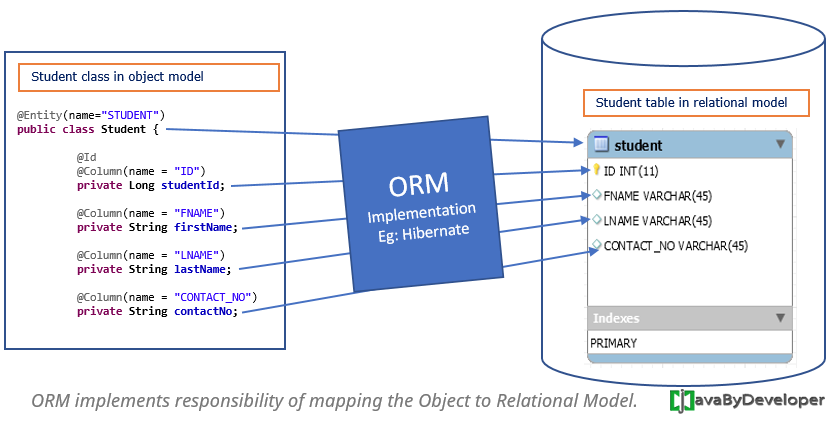 Student class in object model
@Entity(name="STUDENT")
public class Student {
@Id
@Column(name = "ID")
private Long studentId;
@Column(name = "FNAME")
private String firstName;
@Column(name = "LNAME")
private String lastName;
@Column(name = "CONTACT_NO")
private String contactNo;
ORM
Implementation
Eg: Hibernate
Student table in relational model
student
ID INT(11)
FNAME VARCHAR(45)
LNAME VARCHAR(45)
CONTACT_NO VARCHAR(45)
Indexes
PRIMARY
ORM implements responsibility of mapping the Object to Relational Model.
JavaByDeveloper